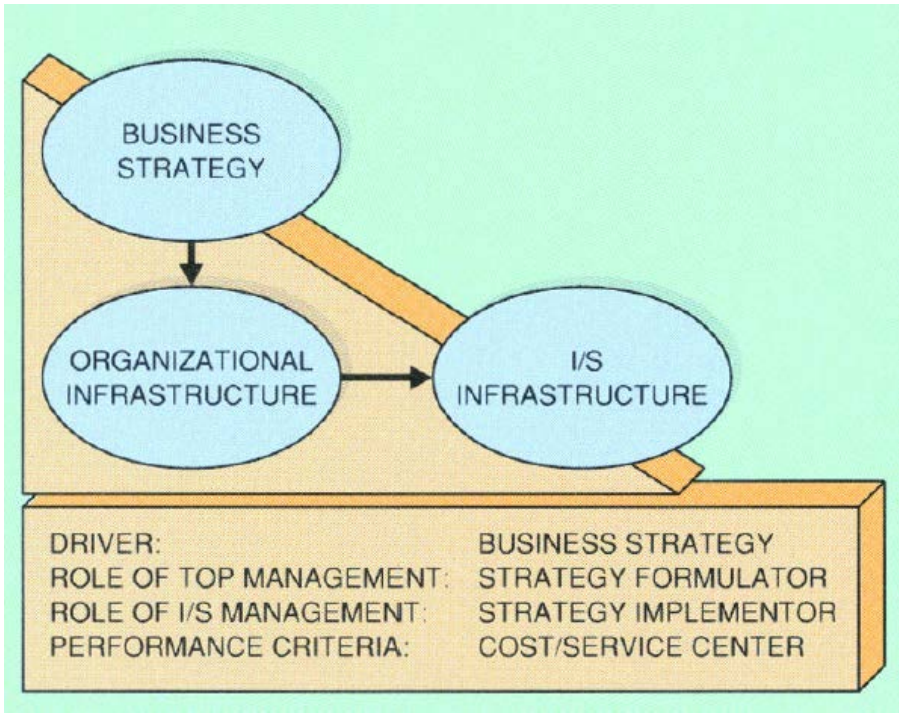 BUSINESS
STRATEGY
ORGANIZATIONAL
INFRASTRUCTURE
I/S
INFRASTRUCTURE
DRIVER: BUSINESS STRATEGY
ROLE OF TOP MANAGEMENT: STRATEGY FORMULATOR
ROLE OF I/S MANAGEMENT: STRATEGY IMPLEMENTOR
PERFORMANCE CRITERIA: COST/SERVICE CENTER